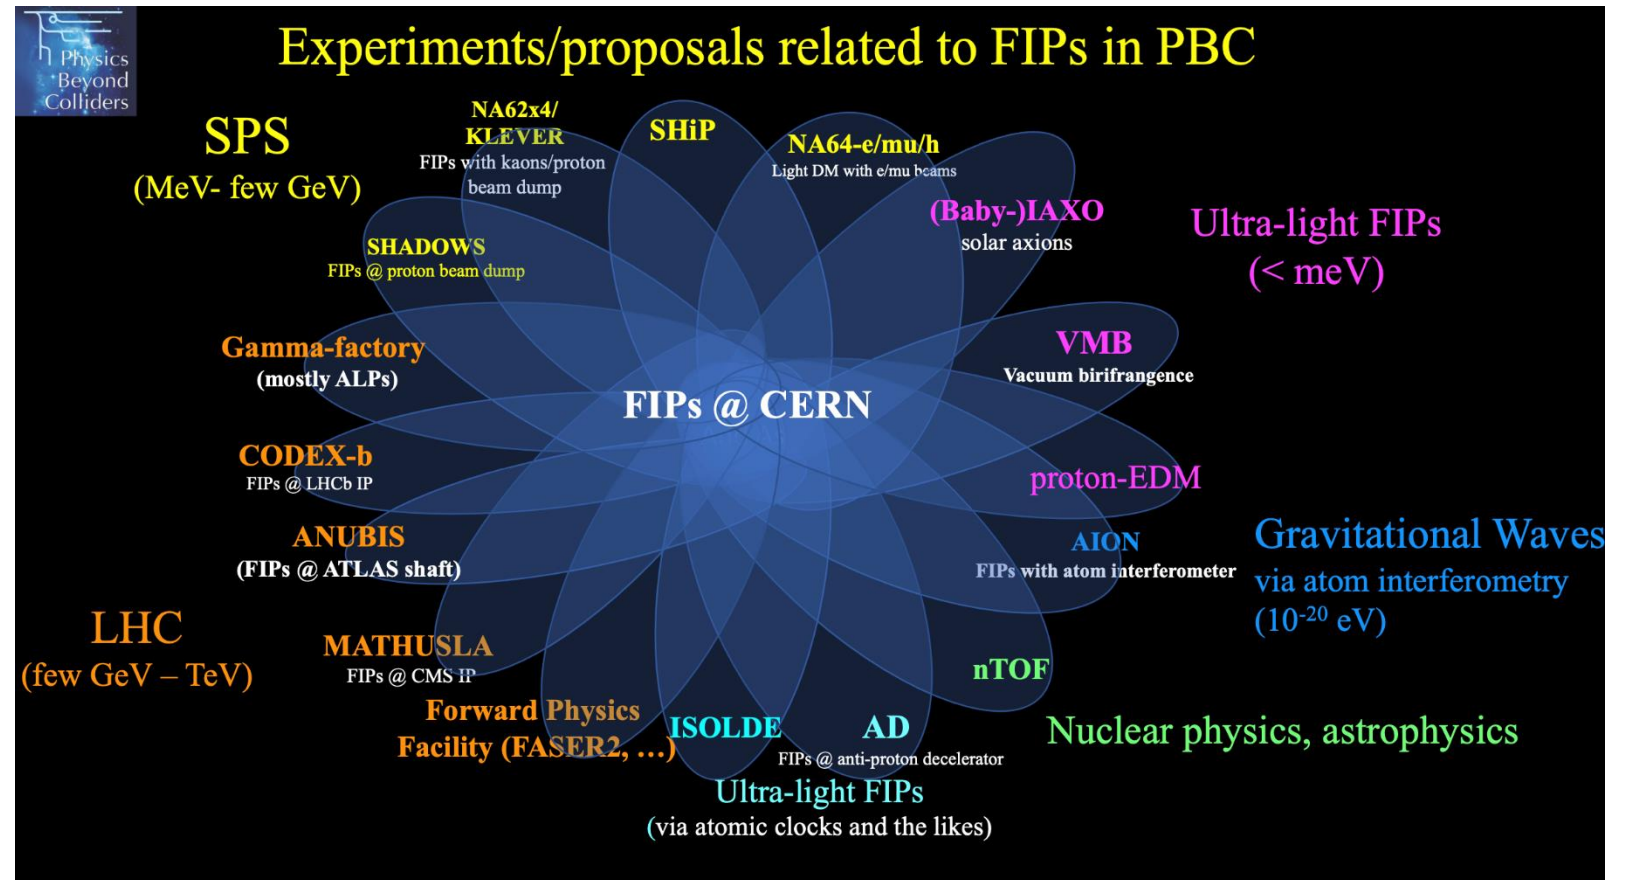 Physics
Beyond
Colliders
Experiments/proposals related to FIPs in PBC
SPS
(MeV- few GeV)
NA62x4/
KLEVER
FIPs with kaons/proton
beam dump
SHiP
NA64-e/mu/h
Light DM with e/mu beams
(Baby-)IAXO
solar axions
Ultra-light FIPs
(< meV)
SHADOWS
FIPs @ proton beam dump
Gamma-factory
(mostly ALPs)
VMB
Vacuum birifrangence
FIPs @ CERN
CODEX-b
FIPs @ LHCb IP
proton-EDM
ANUBIS
(FIPs @ ATLAS shaft)
AION
FIPs with atom interferometer
Gravitational Waves
via atom interferometry
(10⁻²⁰ eV)
LHC
(few GeV – TeV)
MATHUSLA
FIPs @ CMS IP
nTOF
Forward Physics
Facility (FASER2, …)
ISOLDE
AD
FIPs @ anti-proton decelerator
Nuclear physics, astrophysics
Ultra-light FIPs
(via atomic clocks and the likes)